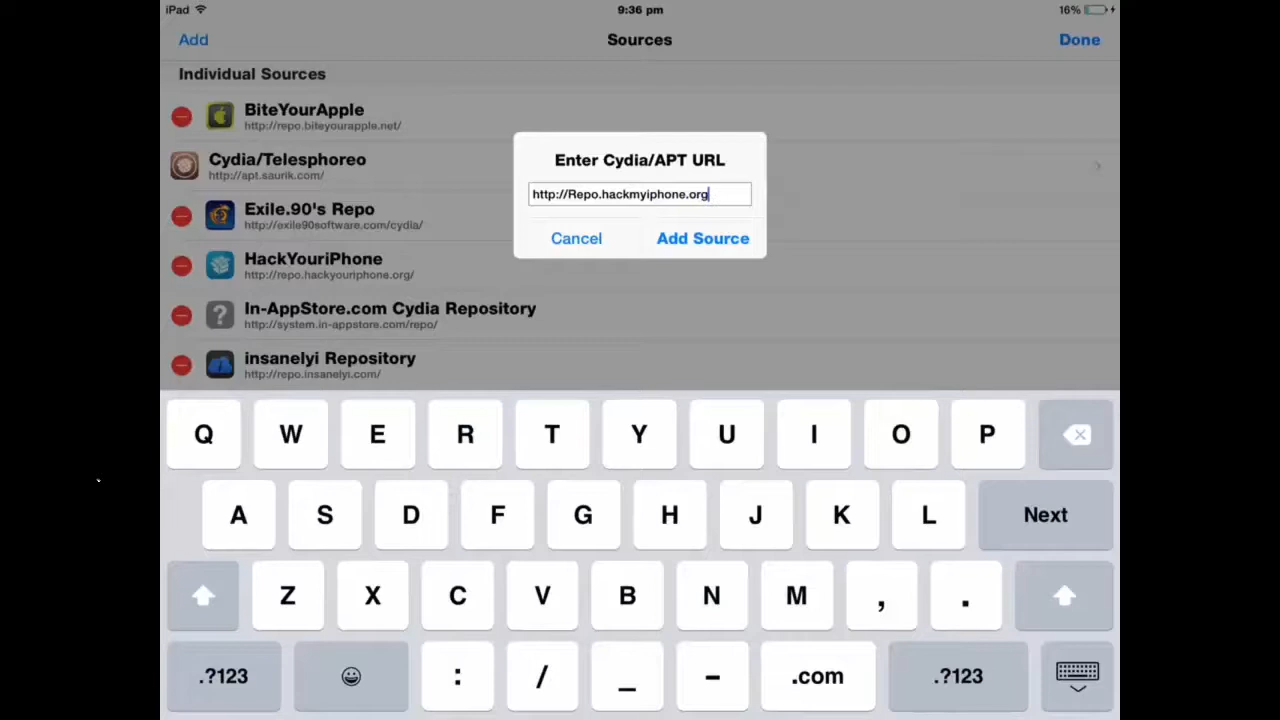 iPad 9:36 pm 16%
Add Sources Done
Individual Sources
BiteYourApple
http://repo.biteyourapple.net/
Cydia/Telesphoreo
http://apt.saurik.com/
Exile.90's Repo
http://exile90software.com/cydia/
HackYouriPhone
http://repo.hackyouriphone.org/
In-AppStore.com Cydia Repository
http://system.in-appstore.com/repo/
insanelyi Repository
http://repo.insanelyi.com/
Enter Cydia/APT URL
http://Repo.hackmyiphone.org
Cancel Add Source
Q W E R T Y U I O P
A S D F G H J K L Next
Z X C V B N M , .
.?123 : / _ - .com .?123